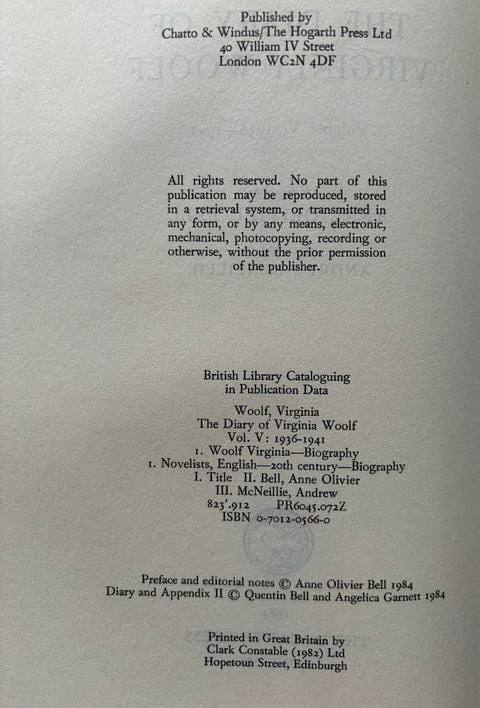 Published by
Chatto & Windus/The Hogarth Press Ltd
40 William IV Street
London WC2N 4DF
All rights reserved. No part of this
publication may be reproduced, stored
in a retrieval system, or transmitted in
any form, or by any means, electronic,
mechanical, photocopying, recording or
otherwise, without the prior permission
of the publisher.
British Library Cataloguing
in Publication Data
Woolf, Virginia
The Diary of Virginia Woolf
Vol. V: 1936-1941
1. Woolf Virginia—Biography
1. Novelists, English—20th century—Biography
I. Title II. Bell, Anne Olivier
III. McNeillie, Andrew
823'.912 PR6045.072Z
ISBN 0-7012-0566-0
Preface and editorial notes © Anne Olivier Bell 1984
Diary and Appendix II © Quentin Bell and Angelica Garnett 1984
Printed in Great Britain by
Clark Constable (1982) Ltd
Hopetoun Street, Edinburgh